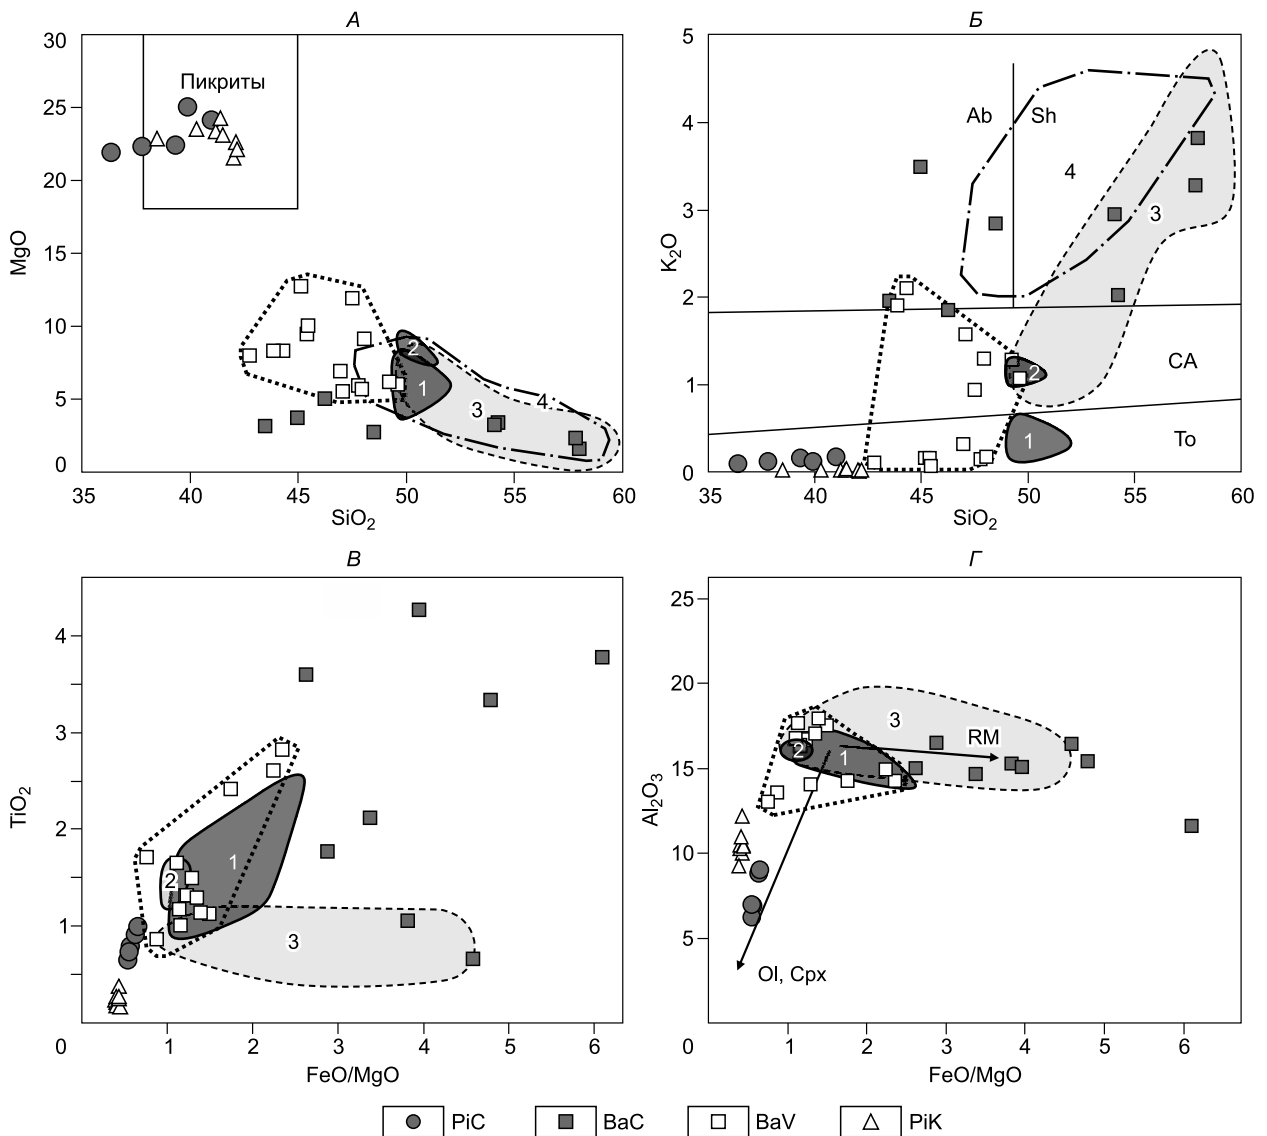 А
30
25
20
15
10
5
0
MgO
Пикриты
2
1
3
4
35
40
45
50
55
60
SiO2
Б
5
4
3
2
1
0
K2O
Ab
Sh
4
3
2
CA
1
To
35
40
45
50
55
60
SiO2
В
4
3
2
1
0
TiO2
1
2
3
1
2
3
4
5
6
FeO/MgO
Г
25
20
15
10
5
0
Al2O3
3
RM
2
1
Ol, Cpx
1
2
3
4
5
6
FeO/MgO
PiC
BaC
BaV
PiK